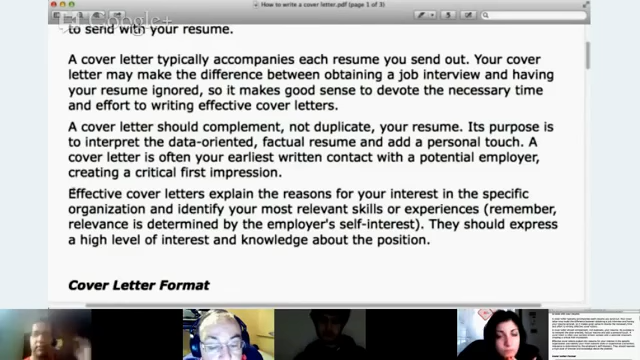 How to write a cover letter.pdf (page 1 of 3)
Google+
to send with your resume.
A cover letter typically accompanies each resume you send out. Your cover
letter may make the difference between obtaining a job interview and having
your resume ignored, so it makes good sense to devote the necessary time
and effort to writing effective cover letters.
A cover letter should complement, not duplicate, your resume. Its purpose is
to interpret the data-oriented, factual resume and add a personal touch. A
cover letter is often your earliest written contact with a potential employer,
creating a critical first impression.
Effective cover letters explain the reasons for your interest in the specific
organization and identify your most relevant skills or experiences (remember,
relevance is determined by the employer's self-interest). They should express
a high level of interest and knowledge about the position.
Cover Letter Format